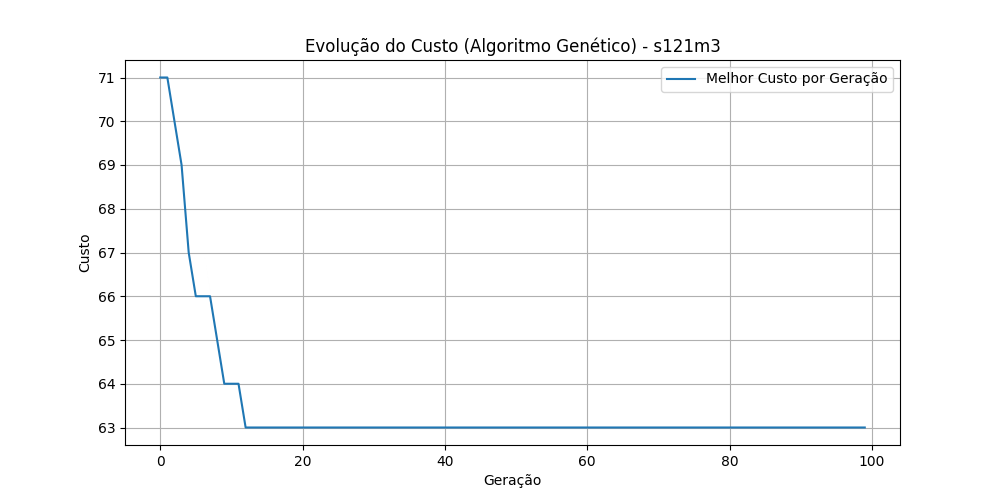 Evolução do Custo (Algoritmo Genético) - s121m3
Melhor Custo por Geração
71
70
69
68
67
66
65
64
63
Custo
0 20 40 60 80 100
Geração